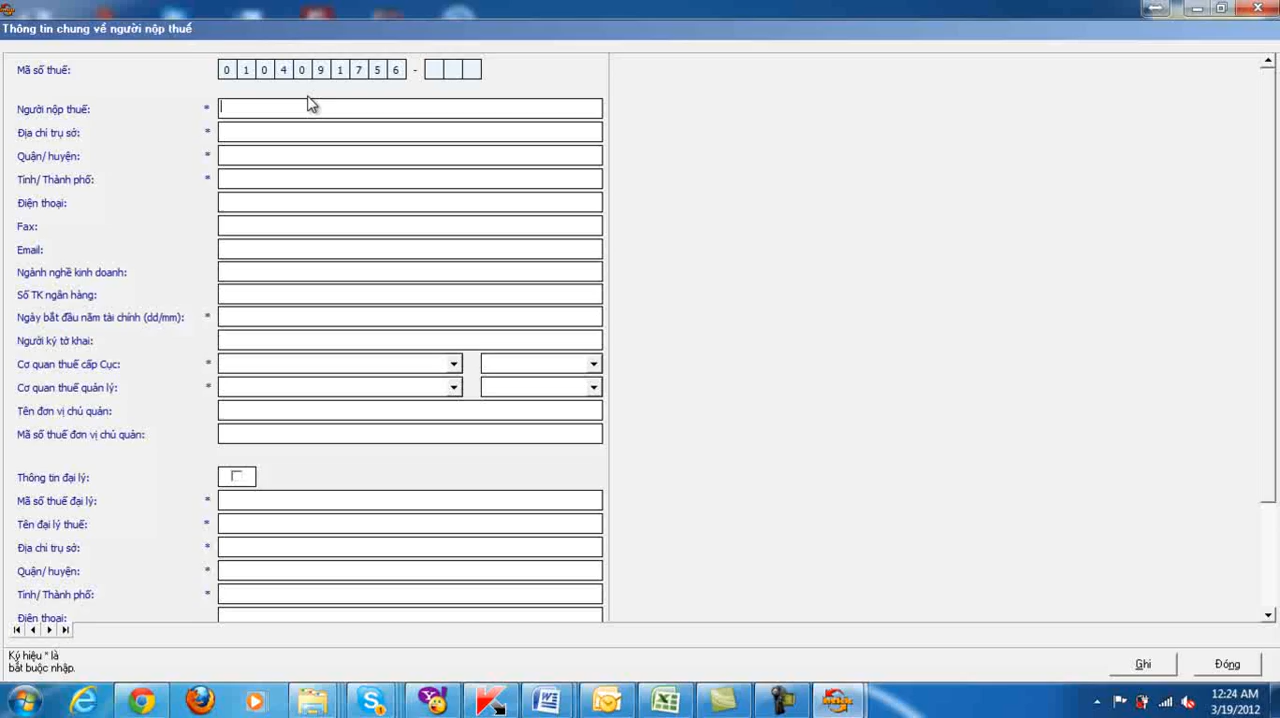 Thông tin chung về người nộp thuế
Mã số thuế: 0 1 0 4 0 9 1 7 5 6 -
Người nộp thuế: *
Địa chỉ trụ sở: *
Quận/ huyện: *
Tỉnh/ Thành phố: *
Điện thoại:
Fax:
Email:
Ngành nghề kinh doanh:
Số TK ngân hàng:
Ngày bắt đầu năm tài chính (dd/mm): *
Người ký tờ khai:
Cơ quan thuế cấp Cục: *
Cơ quan thuế quản lý: *
Tên đơn vị chủ quản:
Mã số thuế đơn vị chủ quản:
Thông tin đại lý:
Mã số thuế đại lý: *
Tên đại lý thuế: *
Địa chỉ trụ sở: *
Quận/ huyện: *
Tỉnh/ Thành phố: *
Điện thoại:
Ký hiệu * là
bắt buộc nhập.
Ghi Đóng
12:24 AM
3/19/2012